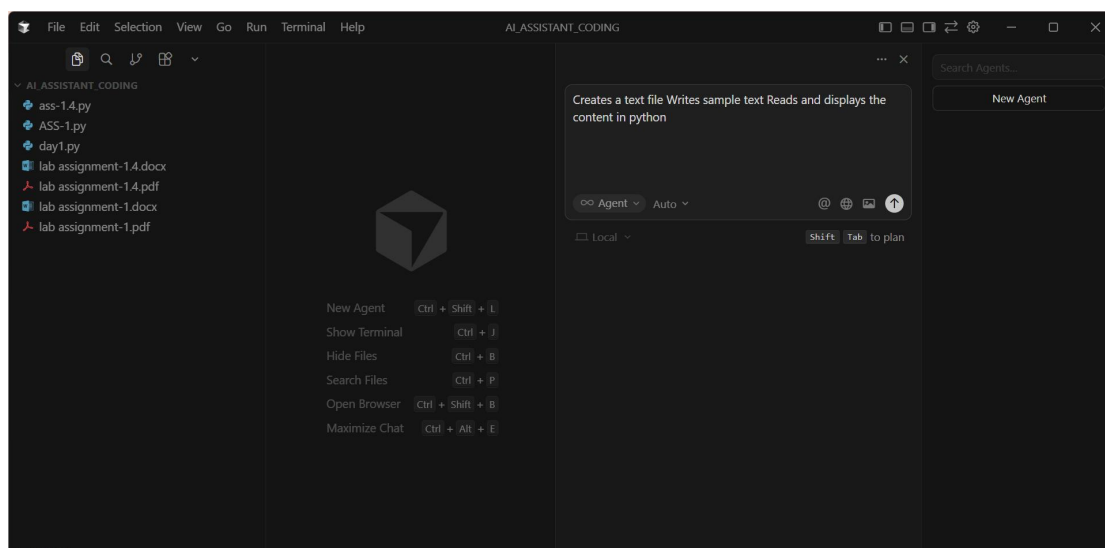 File Edit Selection View Go Run Terminal Help AI_ASSISTANT_CODING
AI_ASSISTANT_CODING
ass-1.4.py
ASS-1.py
day1.py
lab assignment-1.4.docx
lab assignment-1.4.pdf
lab assignment-1.docx
lab assignment-1.pdf
New Agent Ctrl + Shift + L
Show Terminal Ctrl + J
Hide Files Ctrl + B
Search Files Ctrl + P
Open Browser Ctrl + Shift + B
Maximize Chat Ctrl + Alt + E
Creates a text file Writes sample text Reads and displays the
content in python
Agent Auto
Local Shift Tab to plan
Search Agents...
New Agent